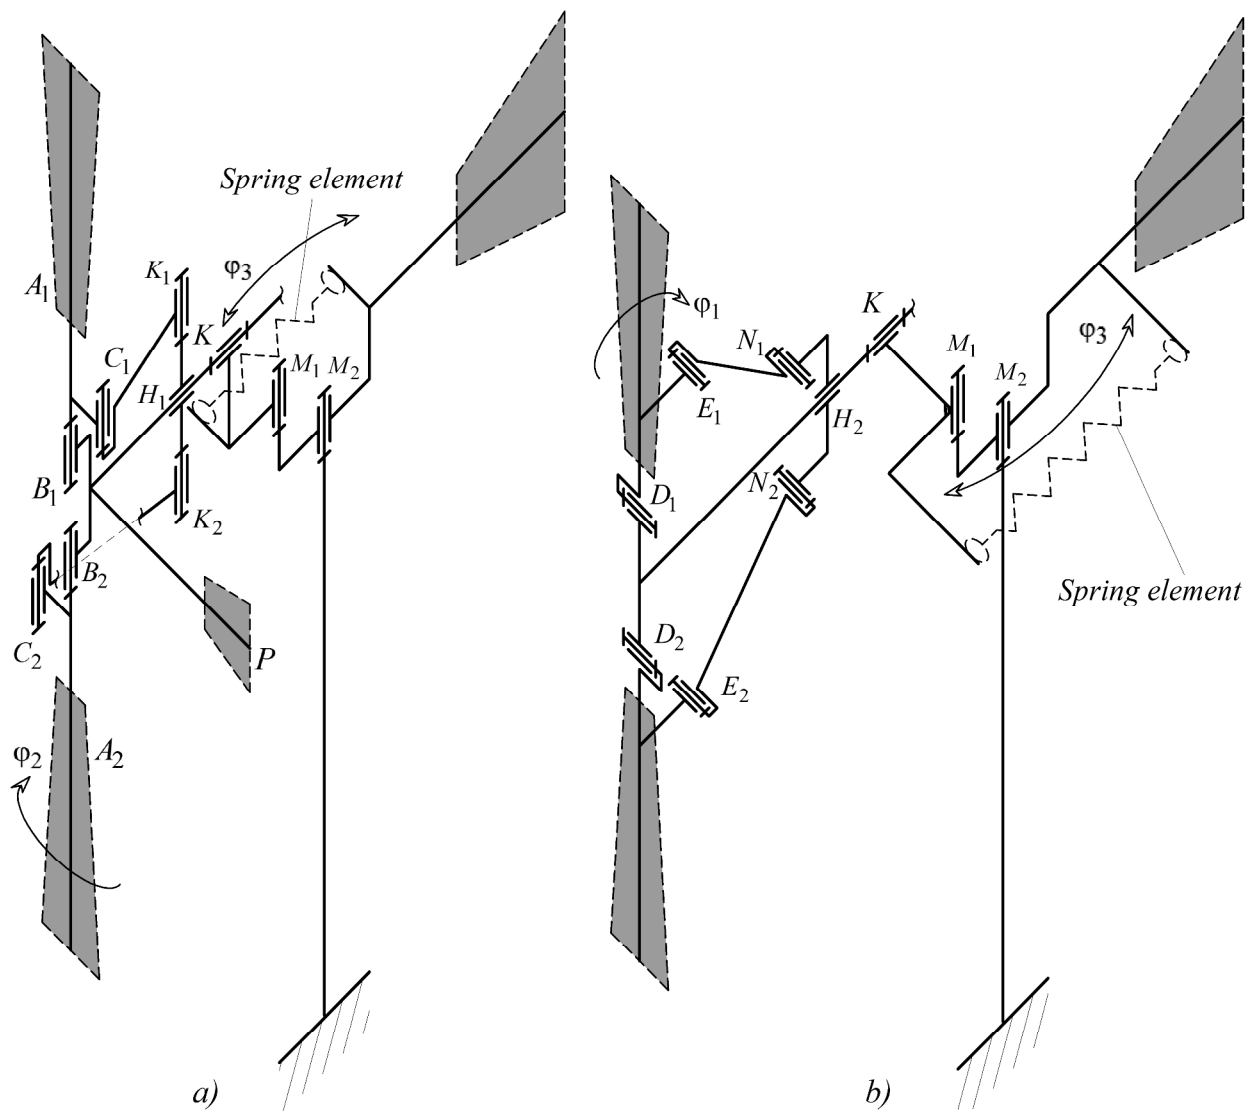 Spring element
A₁
K₁
φ₃
C₁
K
M₁
M₂
H₁
B₁
K₂
B₂
C₂
P
φ₂
A₂
a)
φ₁
N₁
K
E₁
H₂
M₁
φ₃
M₂
D₁
N₂
D₂
E₂
Spring element
b)